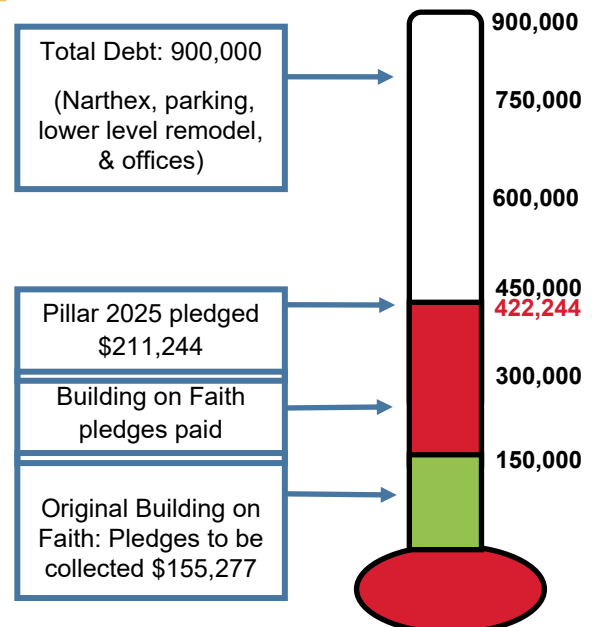 Total Debt: 900,000
(Narthex, parking,
lower level remodel,
& offices)
Pillar 2025 pledged
$211,244
Building on Faith
pledges paid
Original Building on
Faith: Pledges to be
collected $155,277
900,000
750,000
600,000
450,000
422,244
300,000
150,000